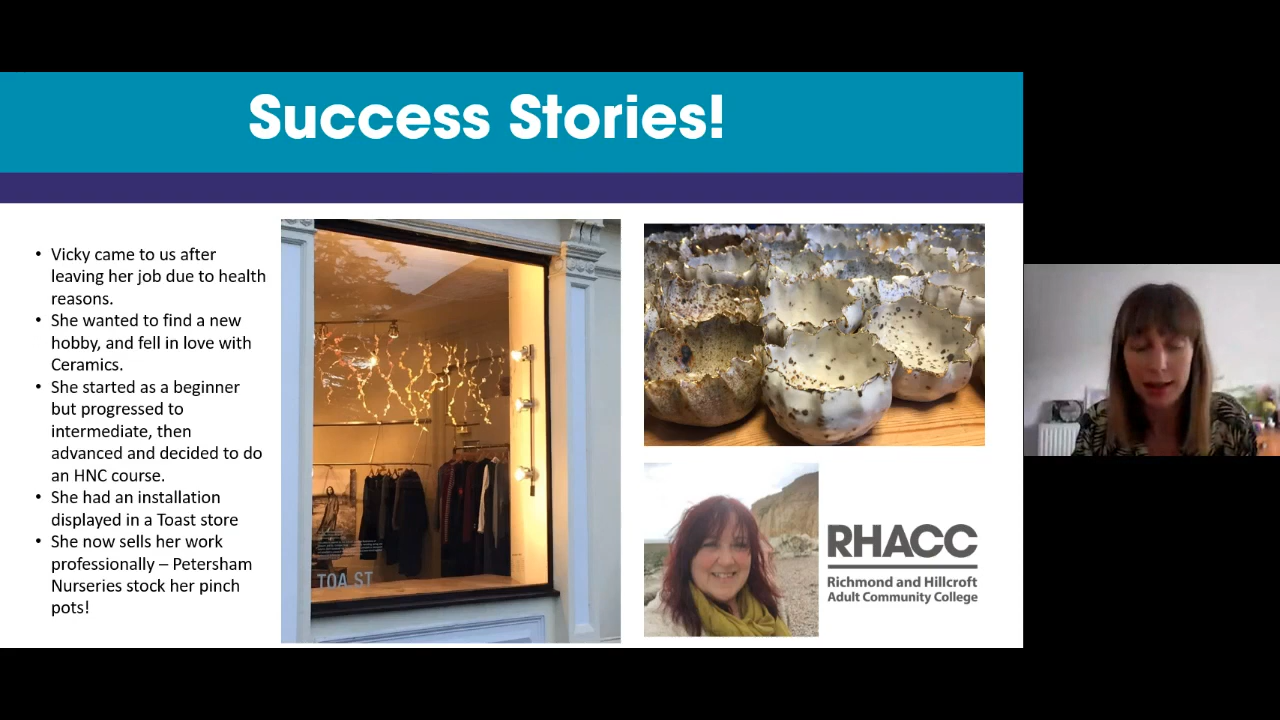 Success Stories!
• Vicky came to us after
leaving her job due to health
reasons.
• She wanted to find a new
hobby, and fell in love with
Ceramics.
• She started as a beginner
but progressed to
intermediate, then
advanced and decided to do
an HNC course.
• She had an installation
displayed in a Toast store
• She now sells her work
professionally – Petersham
Nurseries stock her pinch
pots!
TOA ST
RHACC
Richmond and Hillcroft
Adult Community College